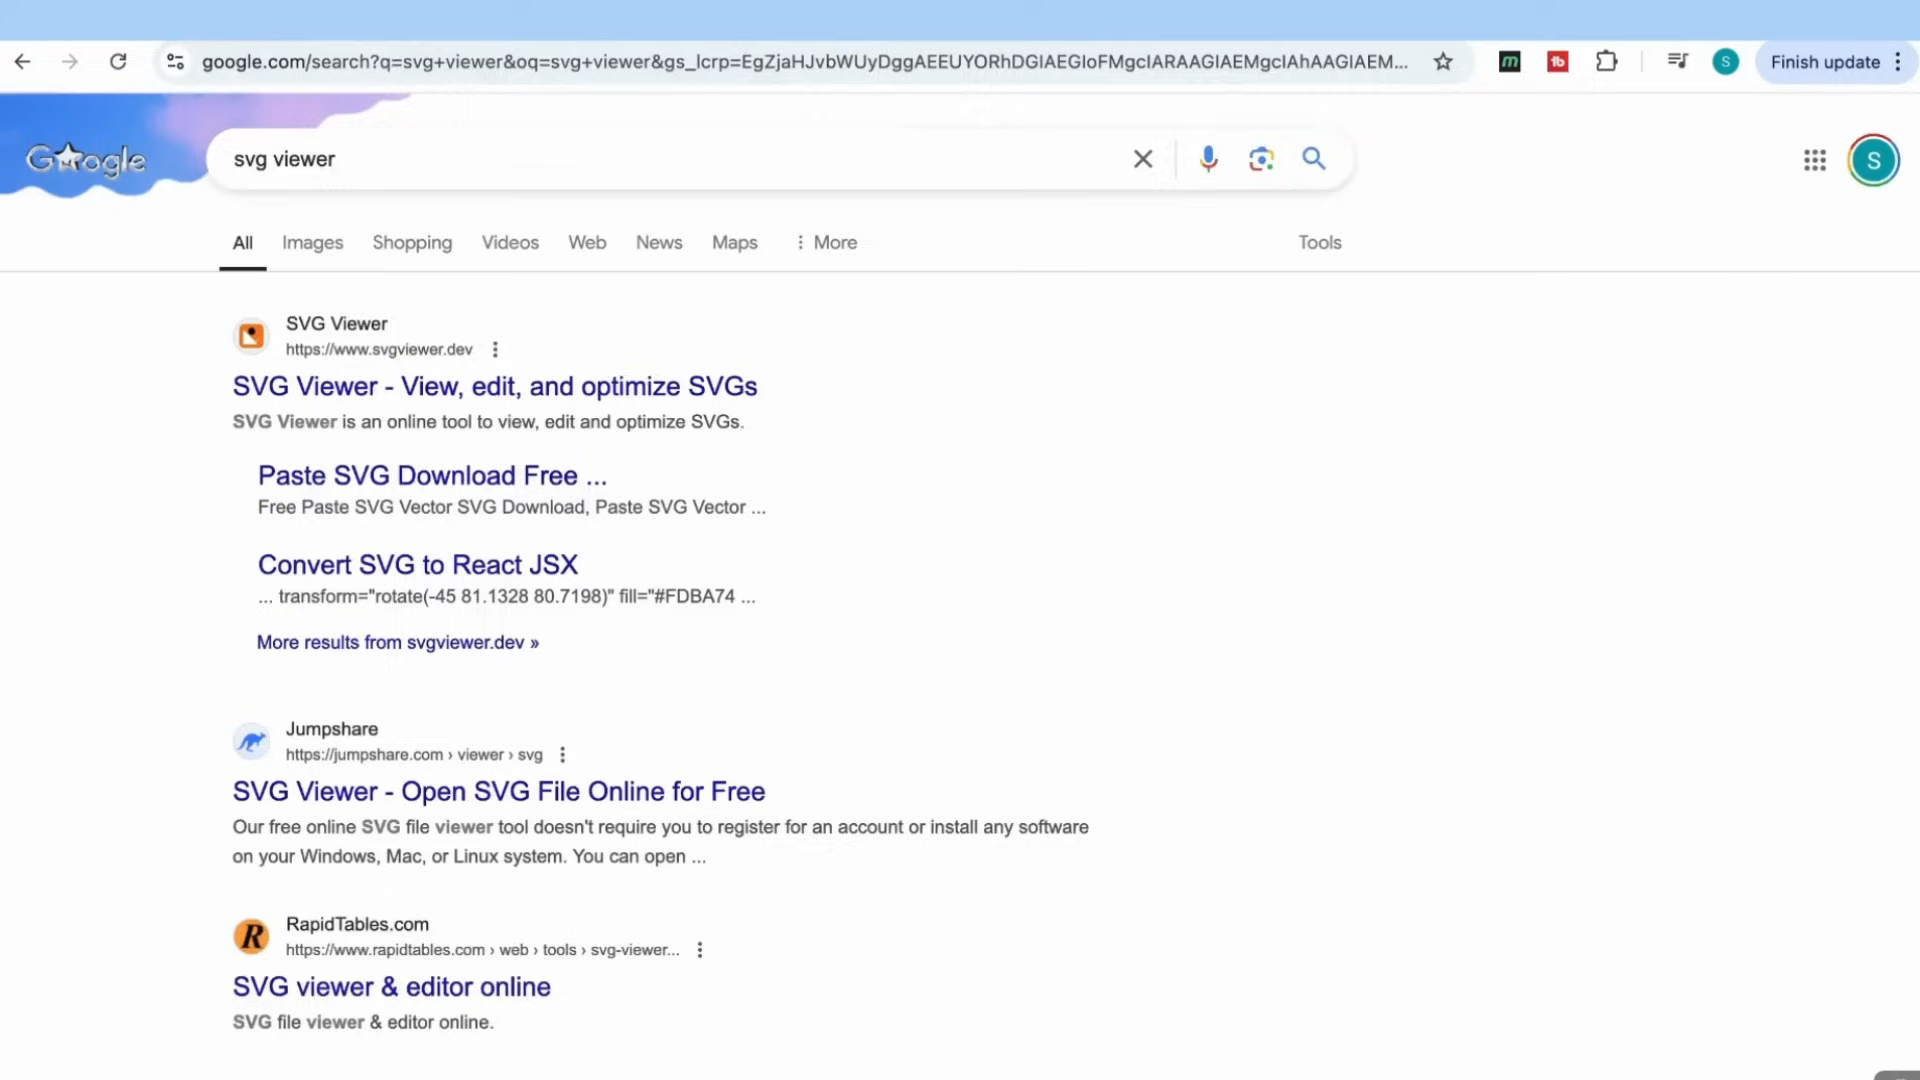 google.com/search?q=svg+viewer&oq=svg+viewer&gs_lcrp=EgZjaHJvbWUyDggAEEUYORhDGIAEGIoFMgcIARAAGIAEMgcIAhAAGIAEM...
Finish update
S
Google
svg viewer
S
All Images Shopping Videos Web News Maps More Tools
SVG Viewer
https://www.svgviewer.dev
SVG Viewer - View, edit, and optimize SVGs
SVG Viewer is an online tool to view, edit and optimize SVGs.
Paste SVG Download Free ...
Free Paste SVG Vector SVG Download, Paste SVG Vector ...
Convert SVG to React JSX
... transform="rotate(-45 81.1328 80.7198)" fill="#FDBA74 ...
More results from svgviewer.dev »
Jumpshare
https://jumpshare.com › viewer › svg
SVG Viewer - Open SVG File Online for Free
Our free online SVG file viewer tool doesn't require you to register for an account or install any software
on your Windows, Mac, or Linux system. You can open ...
R
RapidTables.com
https://www.rapidtables.com › web › tools › svg-viewer...
SVG viewer & editor online
SVG file viewer & editor online.